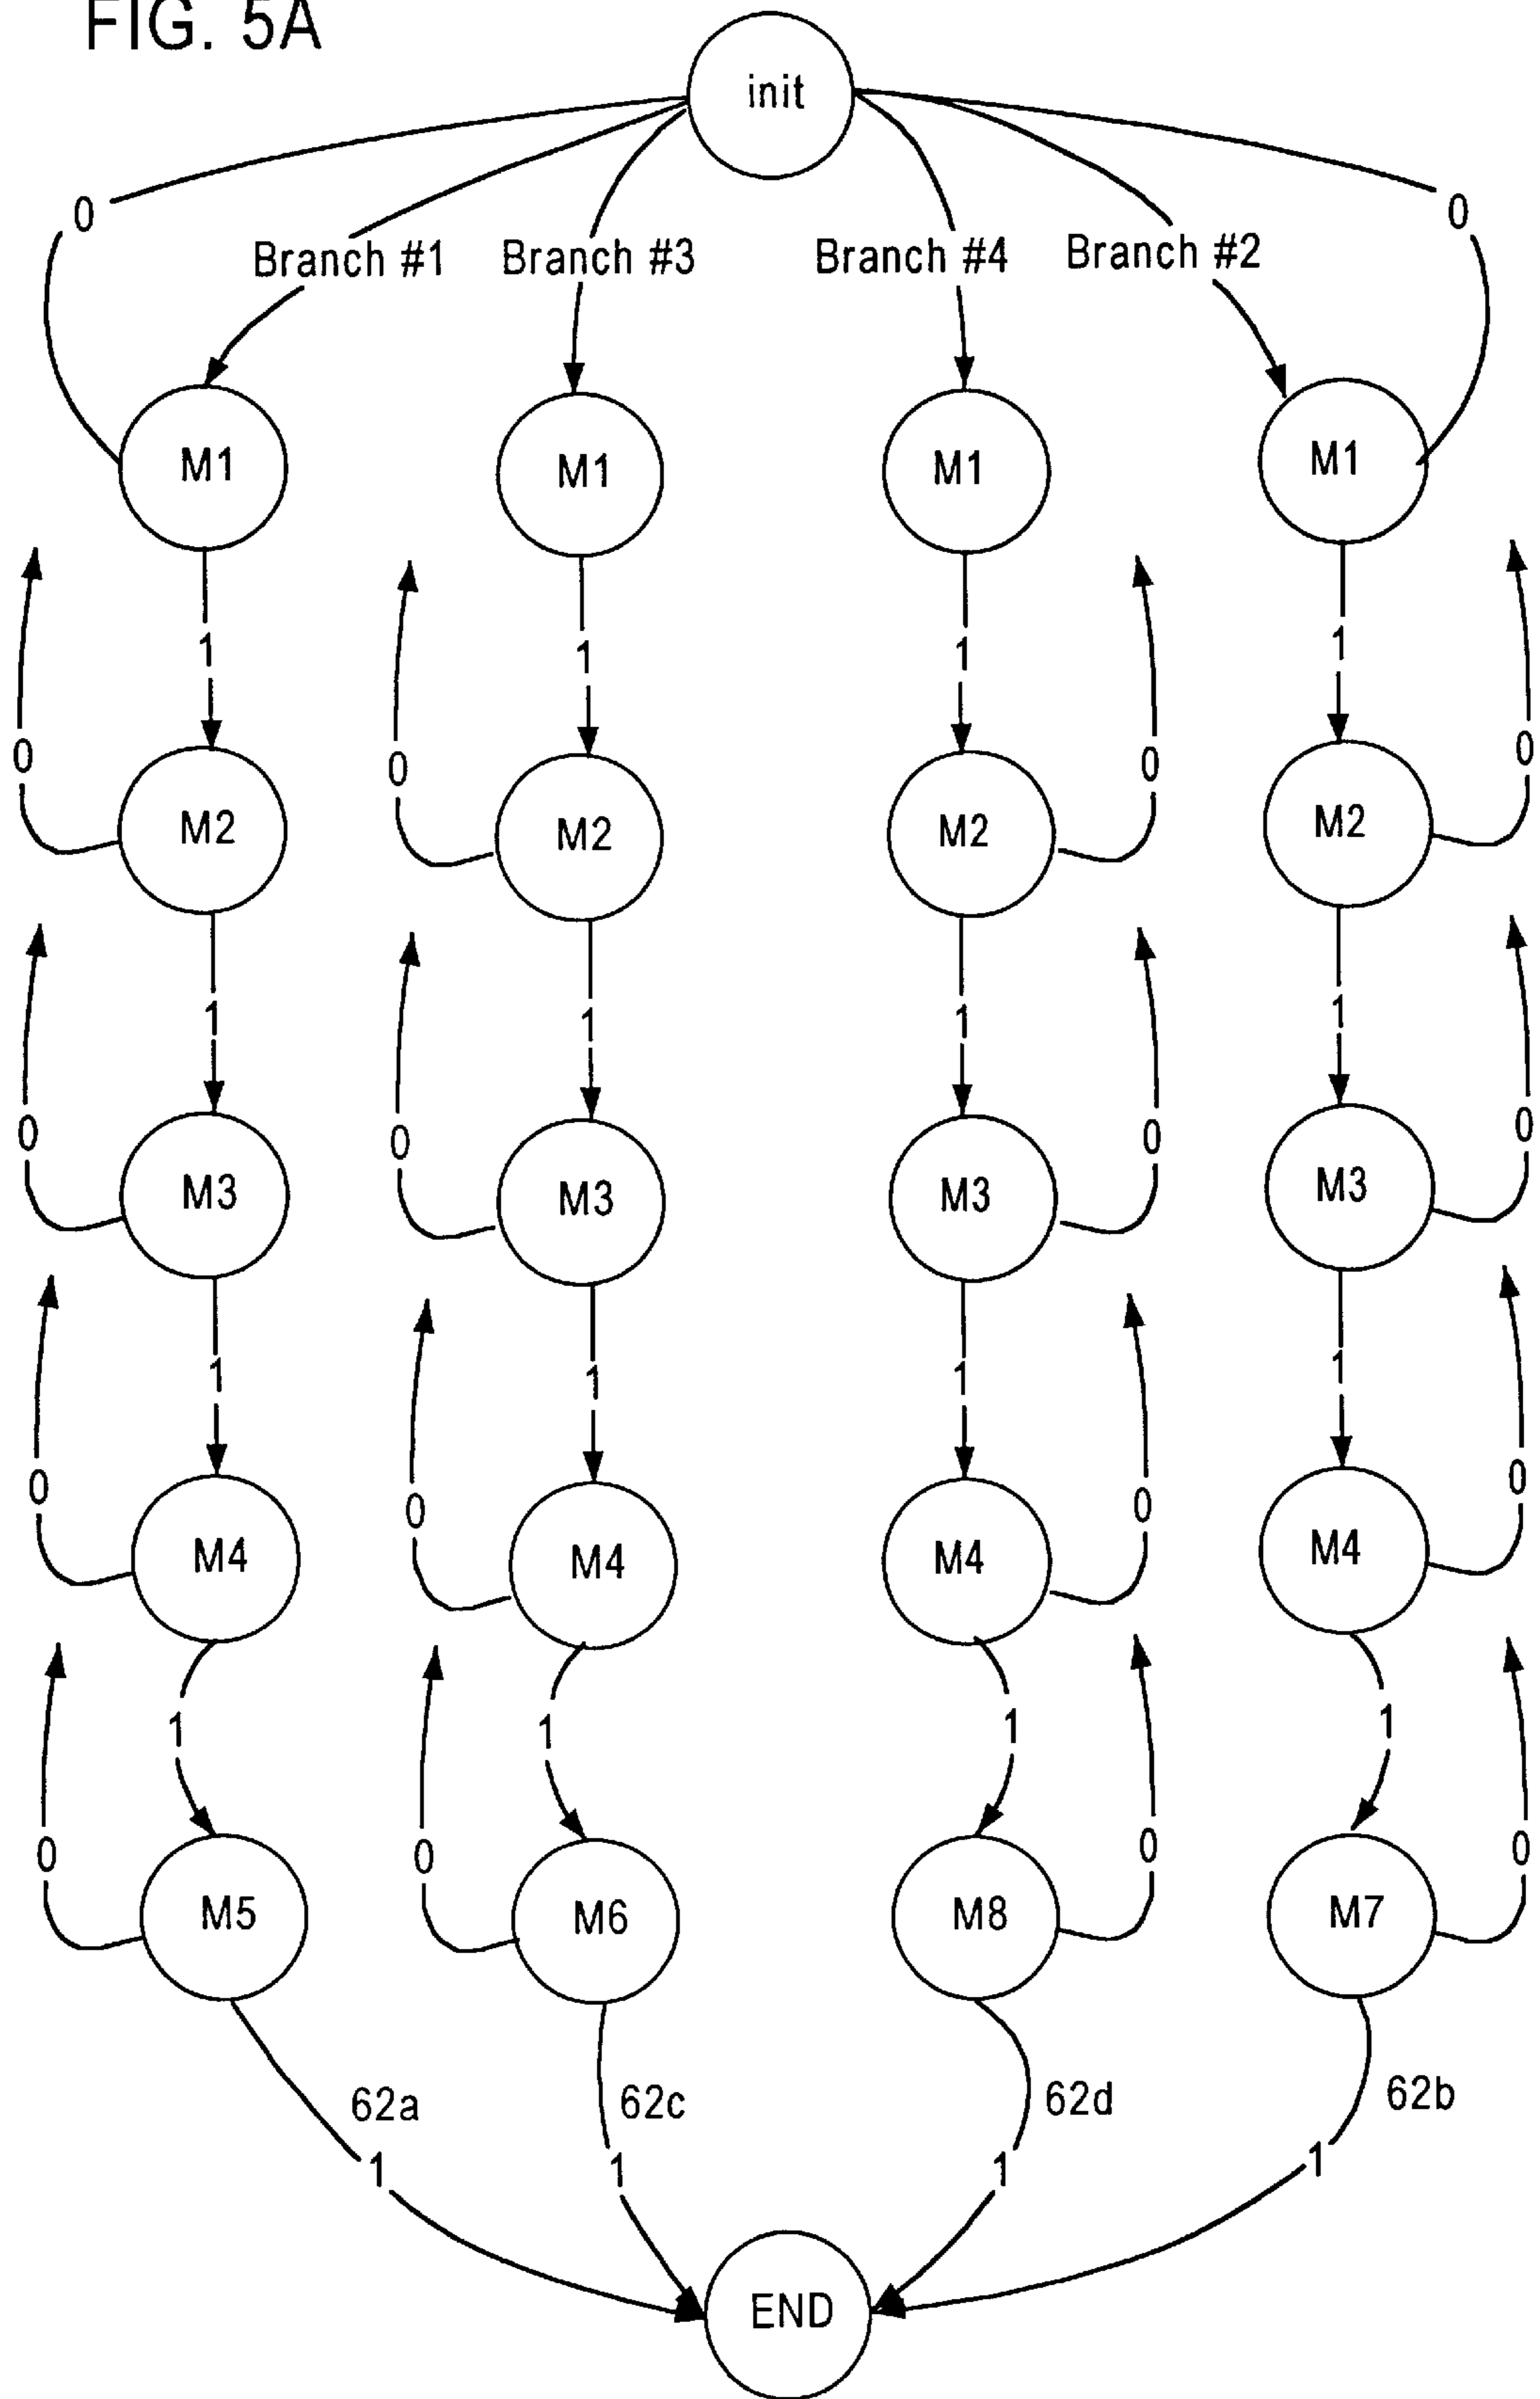 FIG. 5A
init
0 0
Branch #1 Branch #3 Branch #4 Branch #2
M1 M1 M1 M1
1 1 1 1
0 0 0 0
M2 M2 M2 M2
1 1 1 1
0 0 0 0
M3 M3 M3 M3
1 1 1 1
0 0 0 0
M4 M4 M4 M4
1 1 1 1
0 0 0 0
M5 M6 M8 M7
62a 62c 62d 62b
1 1 1 1
END